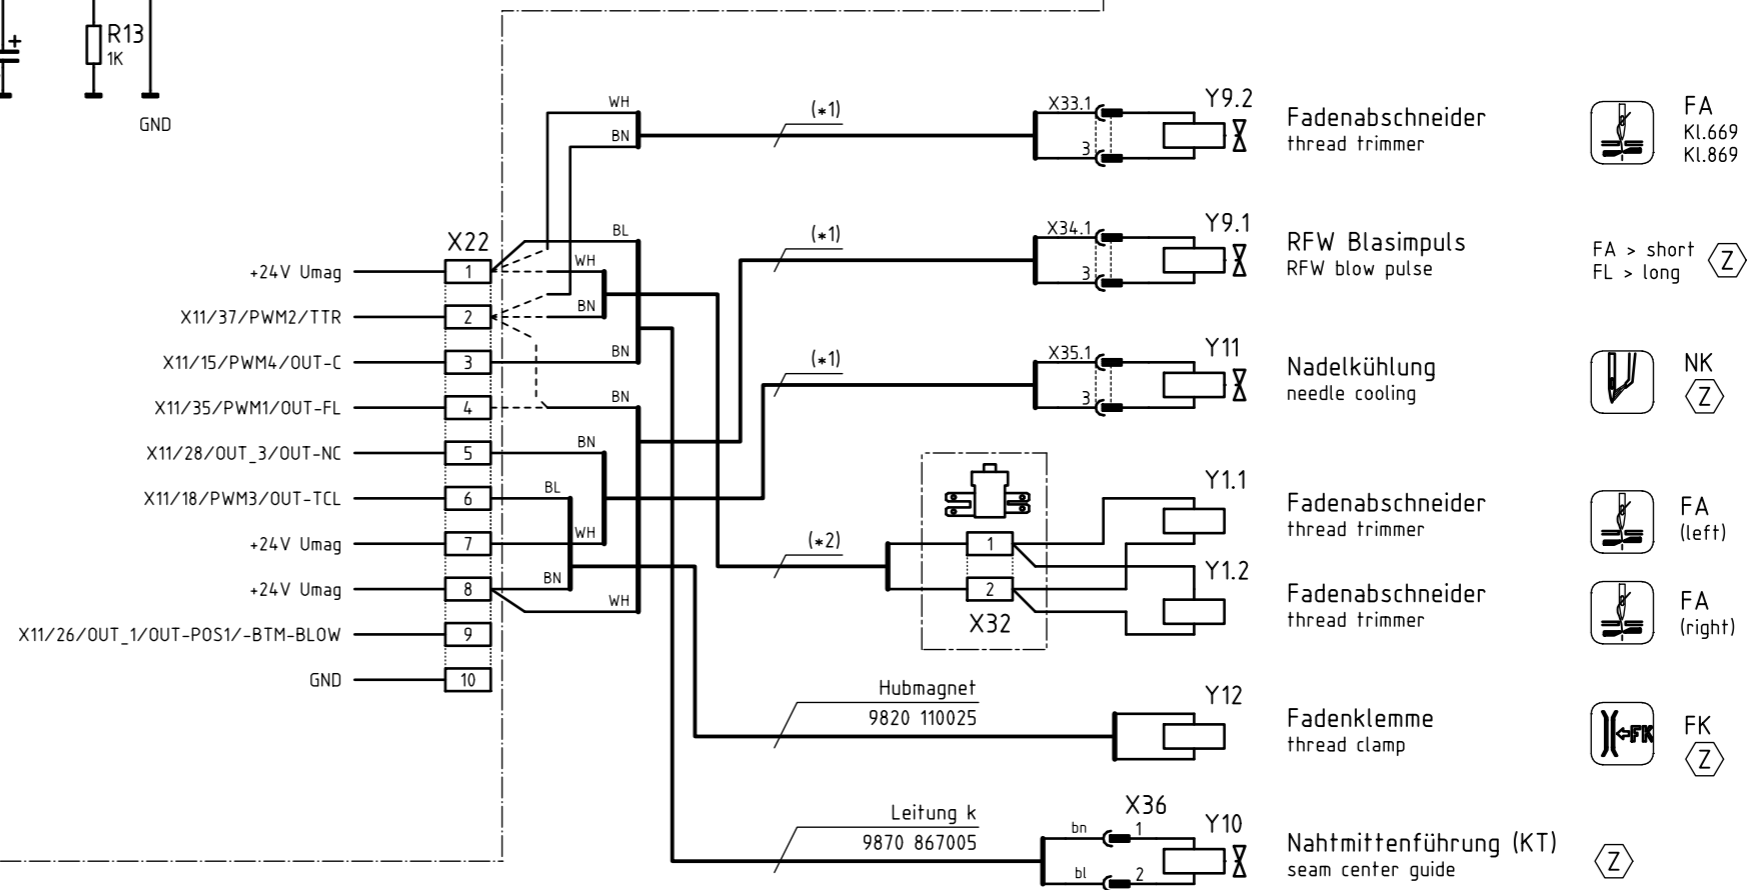 +
R13
1K
GND
X22
+24V Umag 1
X11/37/PWM2/TTR 2
X11/15/PWM4/OUT-C 3
X11/35/PWM1/OUT-FL 4
X11/28/OUT_3/OUT-NC 5
X11/18/PWM3/OUT-TCL 6
+24V Umag 7
+24V Umag 8
X11/26/OUT_1/OUT-POS1/-BTM-BLOW 9
GND 10
WH
BN
BL
WH
BN
BN
BN
BN
BL
WH
BN
WH
(*1)
X33.1
3
Y9.2
Fadenabschneider
thread trimmer
FA
Kl.669
Kl.869
(*1)
X34.1
3
Y9.1
RFW Blasimpuls
RFW blow pulse
FA > short
FL > long
Z
(*1)
X35.1
3
Y11
Nadelkühlung
needle cooling
NK
Z
(*2)
1
2
X32
Y1.1
Fadenabschneider
thread trimmer
FA
(left)
Y1.2
Fadenabschneider
thread trimmer
FA
(right)
Hubmagnet
9820 110025
Y12
Fadenklemme
thread clamp
FK
FK
Z
Leitung k
9870 867005
X36
bn 1
bl 2
Y10
Nahtmittenführung (KT)
seam center guide
Z